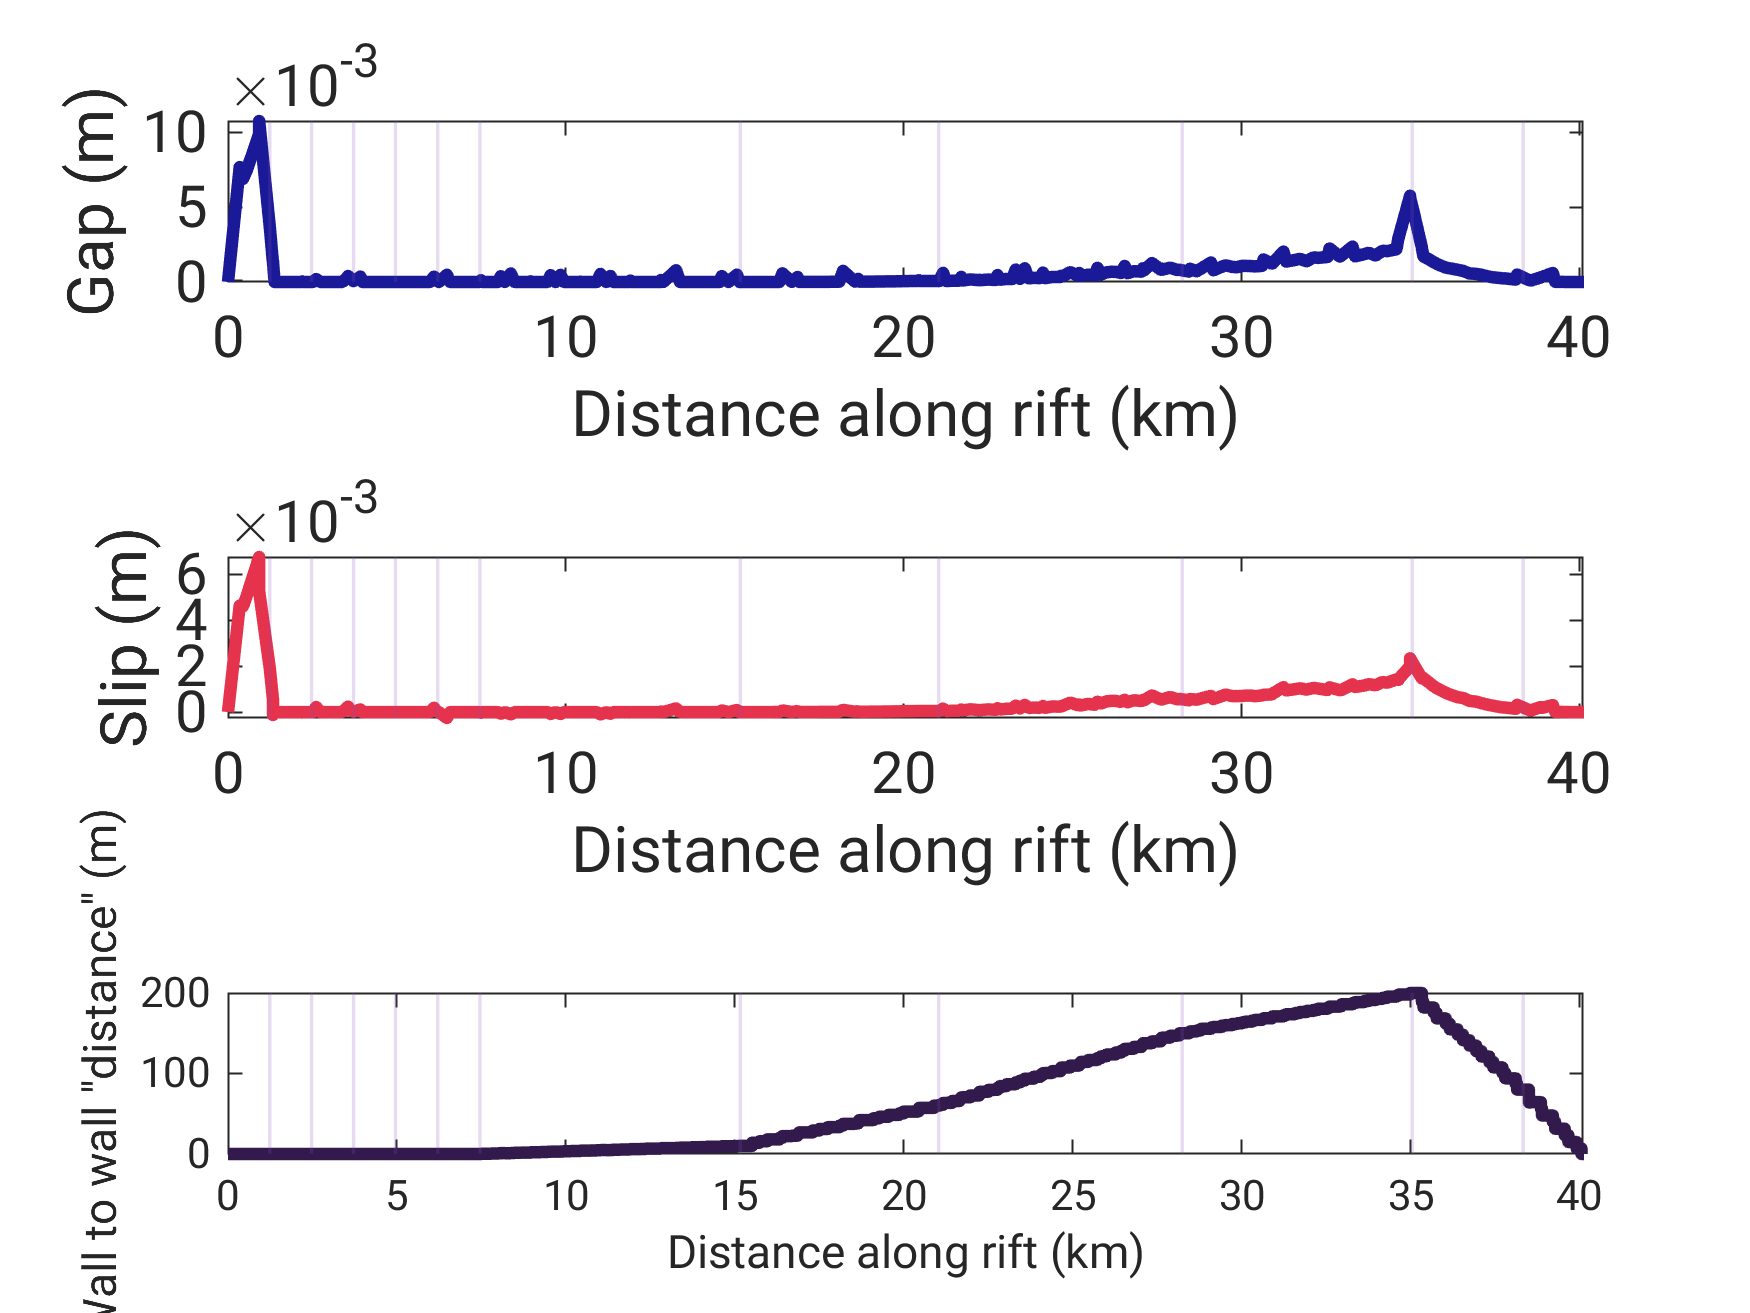 ×10-3
Gap (m)
10
5
0
0 10 20 30 40
Distance along rift (km)
×10-3
Slip (m)
6
4
2
0
0 10 20 30 40
Distance along rift (km)
to wall "distance" (m)
200
100
0
0 5 10 15 20 25 30 35 40
Distance along rift (km)